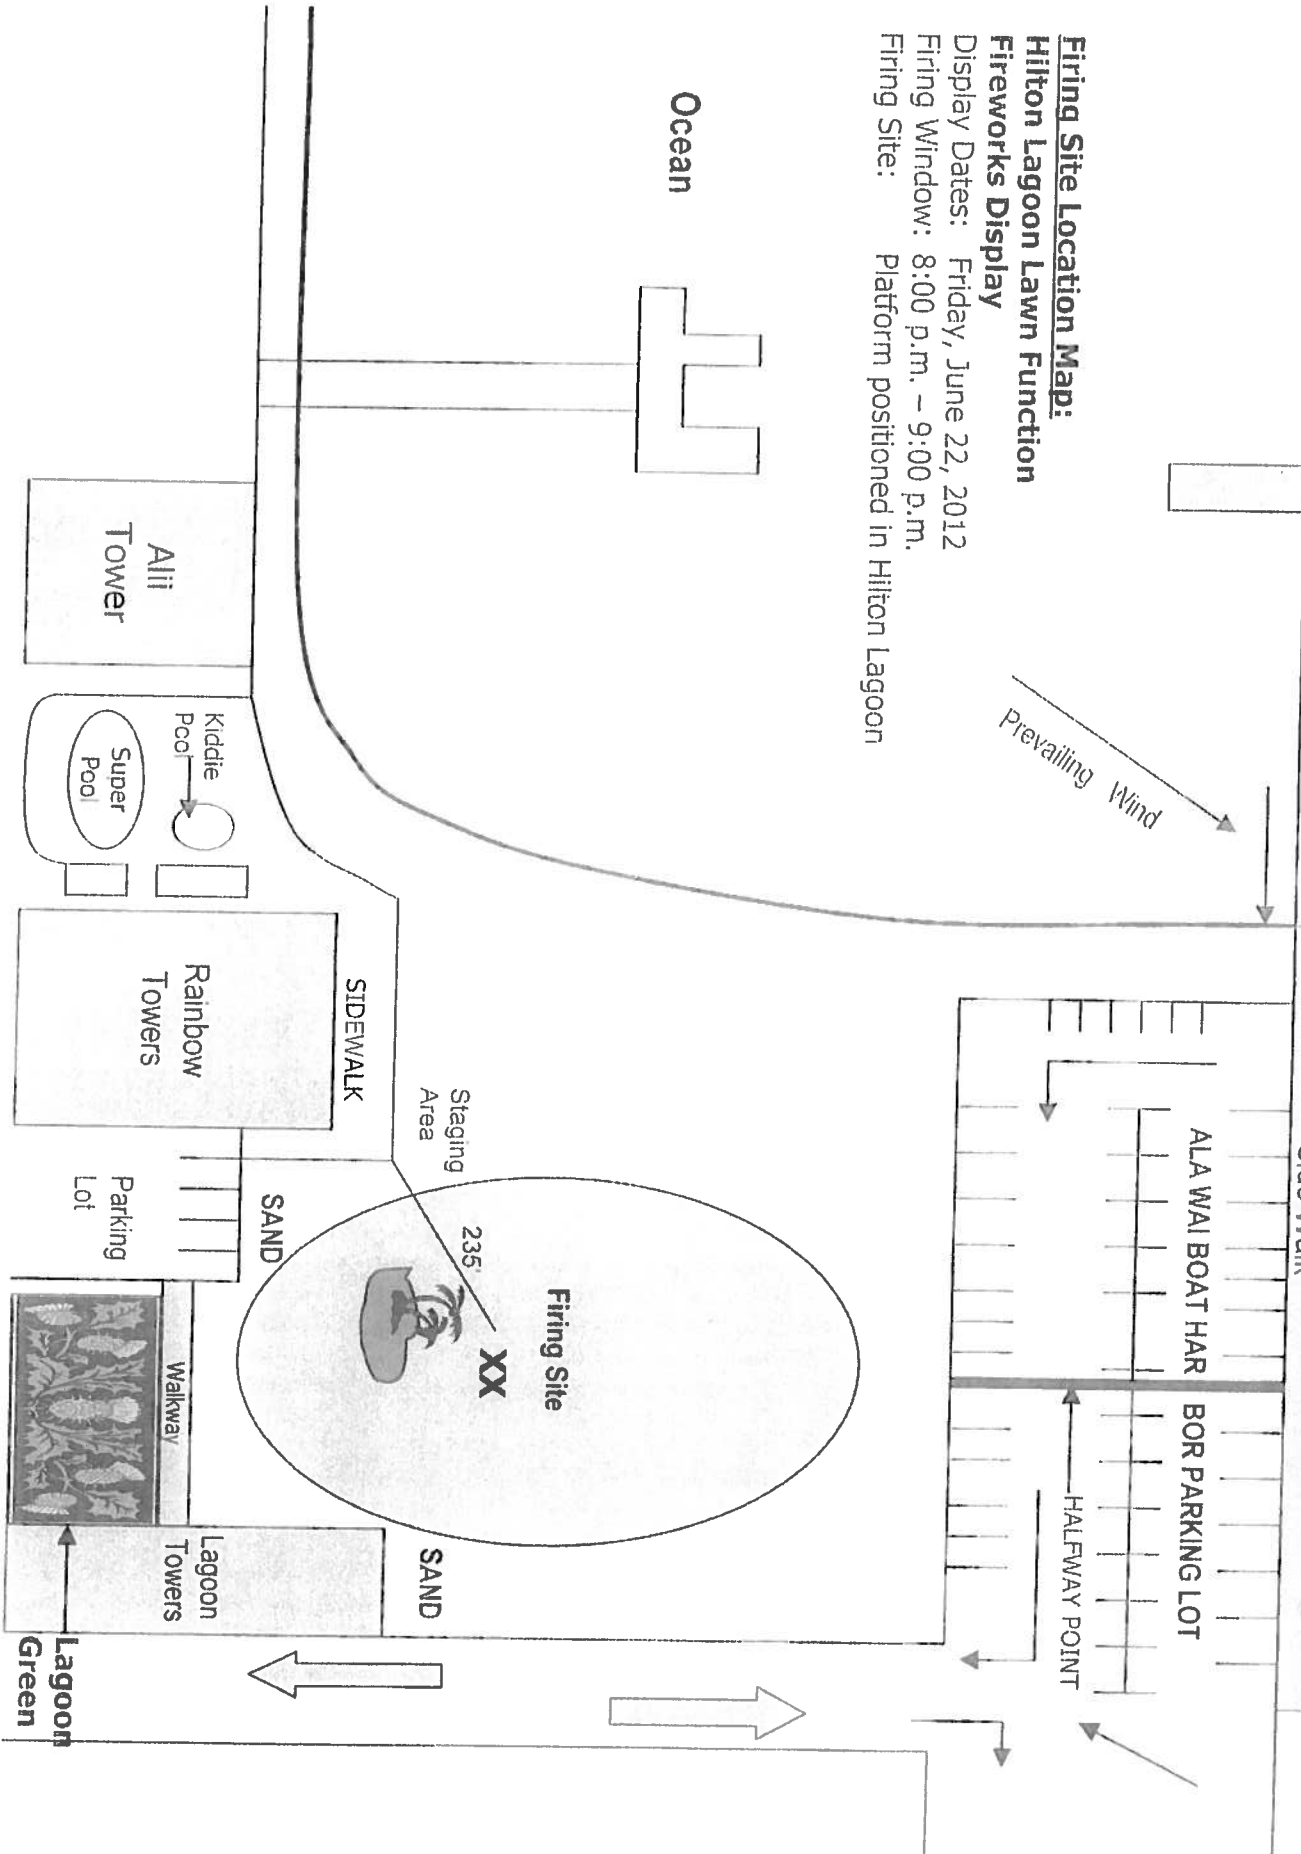 Firing Site Location Map:
Hilton Lagoon Lawn Function
Fireworks Display
Display Dates: Friday, June 22, 2012
Firing Window: 8:00 p.m. – 9:00 p.m.
Firing Site: Platform positioned in Hilton Lagoon
Ocean
Prevailing Wind
ALA WAI BOAT HAR BOR PARKING LOT
HALFWAY POINT
Firing Site
XX
235'
Staging
Area
SIDEWALK
SAND
SAND
Alii
Tower
Kiddie
Pool
Super
Pool
Rainbow
Towers
Parking
Lot
Walkway
Lagoon
Towers
Lagoon
Green